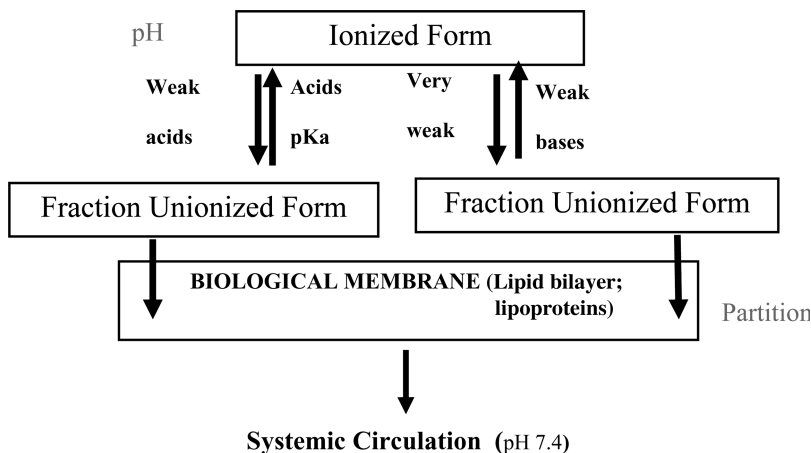 pH
Ionized Form
Weak
acids
Acids
pKa
Very
weak
Weak
bases
Fraction Unionized Form
Fraction Unionized Form
BIOLOGICAL MEMBRANE (Lipid bilayer;
lipoproteins)
Partition
Systemic Circulation (pH 7.4)